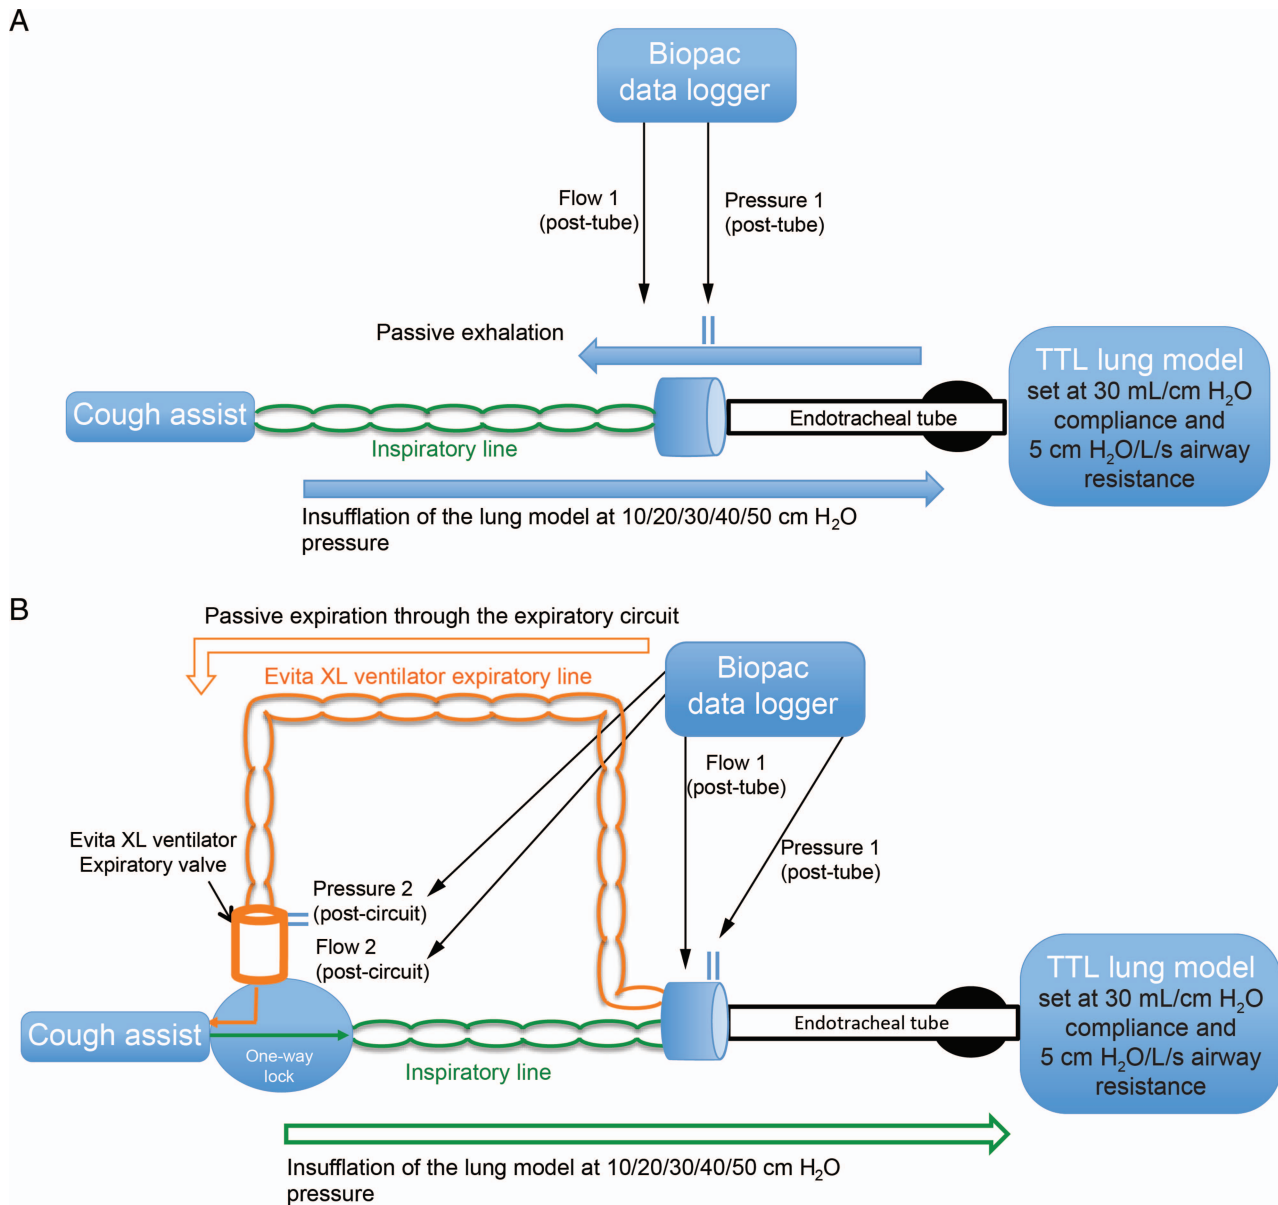 A
Biopac
data logger
Flow 1
(post-tube)
Pressure 1
(post-tube)
Passive exhalation
Cough assist
Inspiratory line
Endotracheal tube
TTL lung model
set at 30 mL/cm H₂O
compliance and
5 cm H₂O/L/s airway
resistance
Insufflation of the lung model at 10/20/30/40/50 cm H₂O
pressure
B
Passive expiration through the expiratory circuit
Evita XL ventilator expiratory line
Biopac
data logger
Flow 1
(post-tube)
Pressure 1
(post-tube)
Evita XL ventilator
Expiratory valve
Pressure 2
(post-circuit)
Flow 2
(post-circuit)
Cough assist
One-way
lock
Inspiratory line
Endotracheal tube
TTL lung model
set at 30 mL/cm H₂O
compliance and
5 cm H₂O/L/s airway
resistance
Insufflation of the lung model at 10/20/30/40/50 cm H₂O
pressure